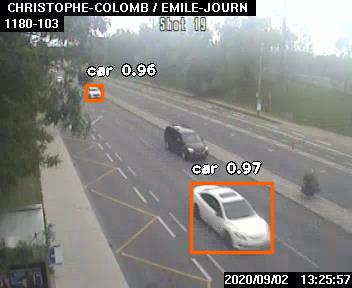 CHRISTOPHE-COLOMB / EMILE-JOURN
1180-103
Shot 19
car 0.96
car 0.97
2020/09/02 13:25:57